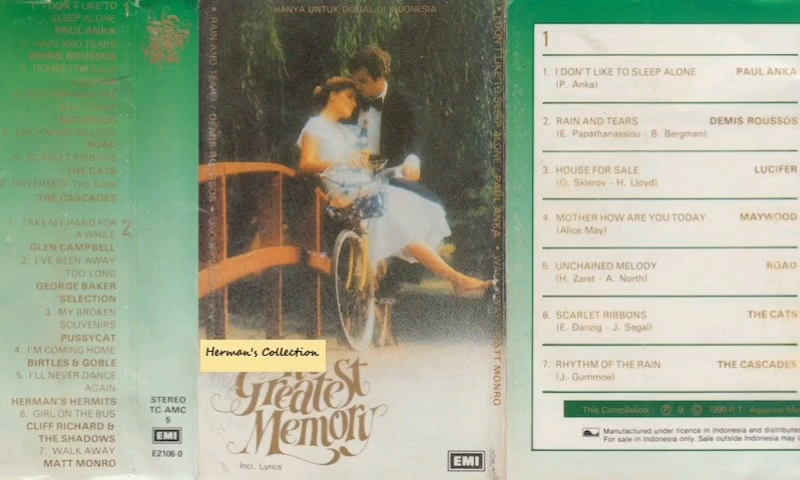 1. I DON'T LIKE TO
SLEEP ALONE
PAUL ANKA
2. RAIN AND TEARS
DEMIS ROUSSOS
3. HOUSE FOR SALE
5. UNCHAINED MELODY
ROAD
6. SCARLET RIBBONS
THE CATS
7. RHYTHM OF THE RAIN
THE CASCADES
1
1. TAKE MY HAND FOR
A WHILE
GLEN CAMPBELL
2. I'VE BEEN AWAY
TOO LONG
GEORGE BAKER
SELECTION
3. MY BROKEN
SOUVENIRS
PUSSYCAT
4. I'M COMING HOME
BIRTLES & GOBLE
5. I'LL NEVER DANCE
AGAIN
HERMAN'S HERMITS
6. GIRL ON THE BUS
CLIFF RICHARD &
THE SHADOWS
7. WALK AWAY
MATT MONRO
2
STEREO
TC-AMC
5
EMI
E2106-0
HANYA UNTUK DIJUAL DI INDONESIA
• RAIN AND TEARS / DEMIS ROUSSOS •
I DON'T LIKE TO SLEEP ALONE / PAUL ANKA •
MATT MONRO
Herman's Collection
Greatest
Memory
Incl. Lyrics
EMI
1
1. I DON'T LIKE TO SLEEP ALONE PAUL ANKA
(P. Anka)
2. RAIN AND TEARS DEMIS ROUSSOS
(E. Papathanassiou - B. Bergman)
3. HOUSE FOR SALE LUCIFER
(G. Sklerov - H. Lloyd)
4. MOTHER HOW ARE YOU TODAY MAYWOOD
(Alice May)
5. UNCHAINED MELODY ROAD
(H. Zaret - A. North)
6. SCARLET RIBBONS THE CATS
(E. Danzig - J. Segal)
7. RHYTHM OF THE RAIN THE CASCADES
(J. Gummoe)
This Compilation: Ⓟ & © 1990 P.T. Aquarius
Manufactured under licence in Indonesia and distributed
For sale in Indonesia only. Sale outside Indonesia may